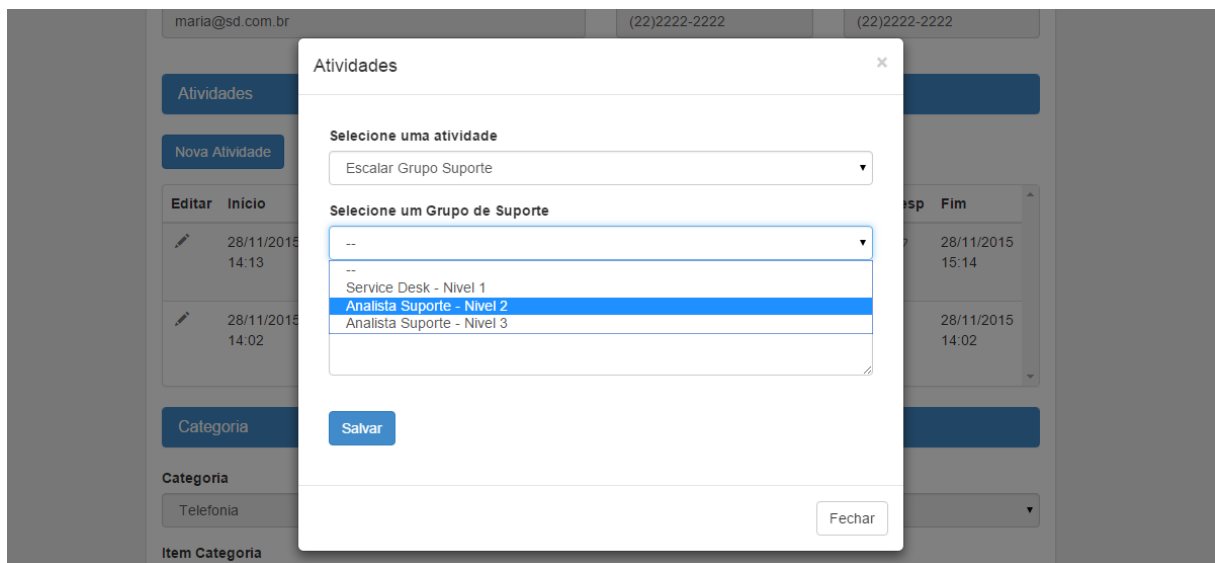 maria@sd.com.br (22)2222-2222 (22)2222-2222
Atividades ×
Atividades
Selecione uma atividade
Nova Atividade
Escalar Grupo Suporte
Editar Início Selecione um Grupo de Suporte esp Fim
28/11/2015 -- 28/11/2015
14:13 15:14
--
Service Desk - Nivel 1
Analista Suporte - Nivel 2
28/11/2015 Analista Suporte - Nivel 3 28/11/2015
14:02 14:02
Categoria Salvar
Categoria
Telefonia Fechar
Item Categoria